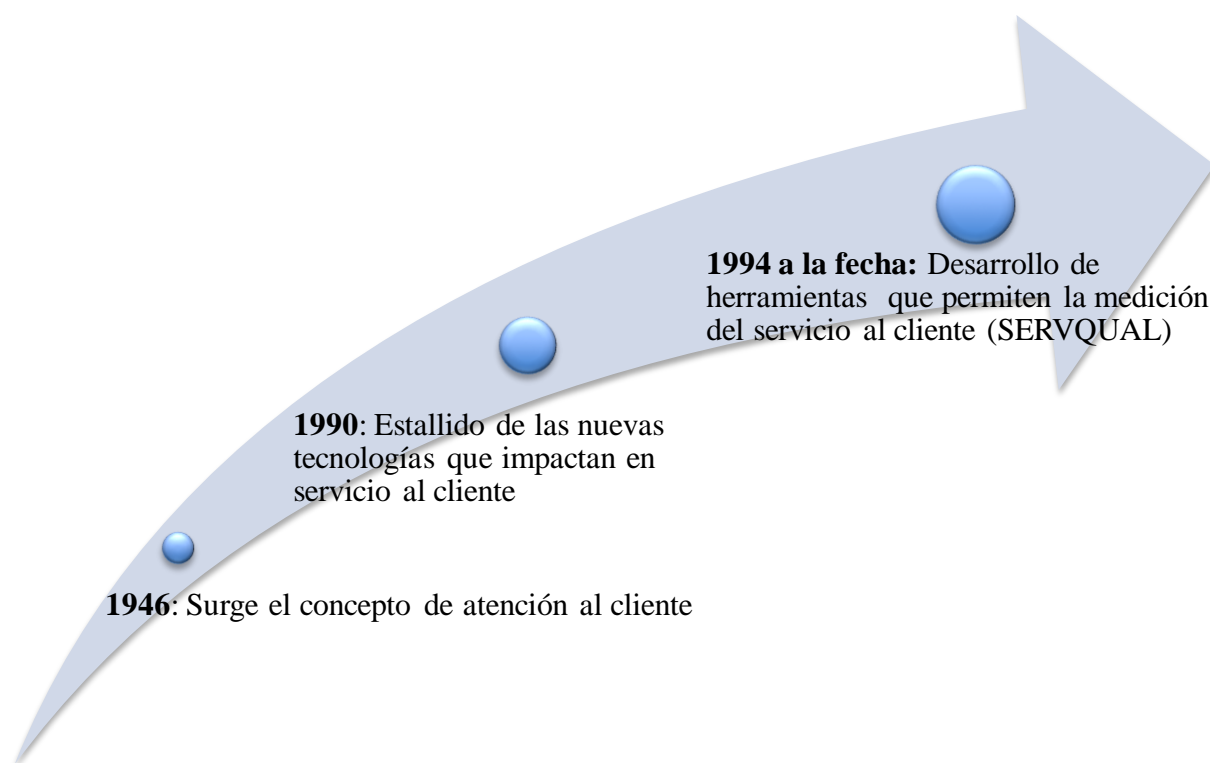 1994 a la fecha: Desarrollo de
herramientas que permiten la medición
del servicio al cliente (SERVQUAL)
1990: Estallido de las nuevas
tecnologías que impactan en
servicio al cliente
1946: Surge el concepto de atención al cliente